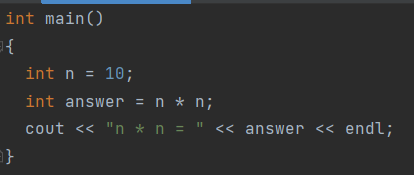 int main()
{
int n = 10;
int answer = n * n;
cout << "n * n = " << answer << endl;
}